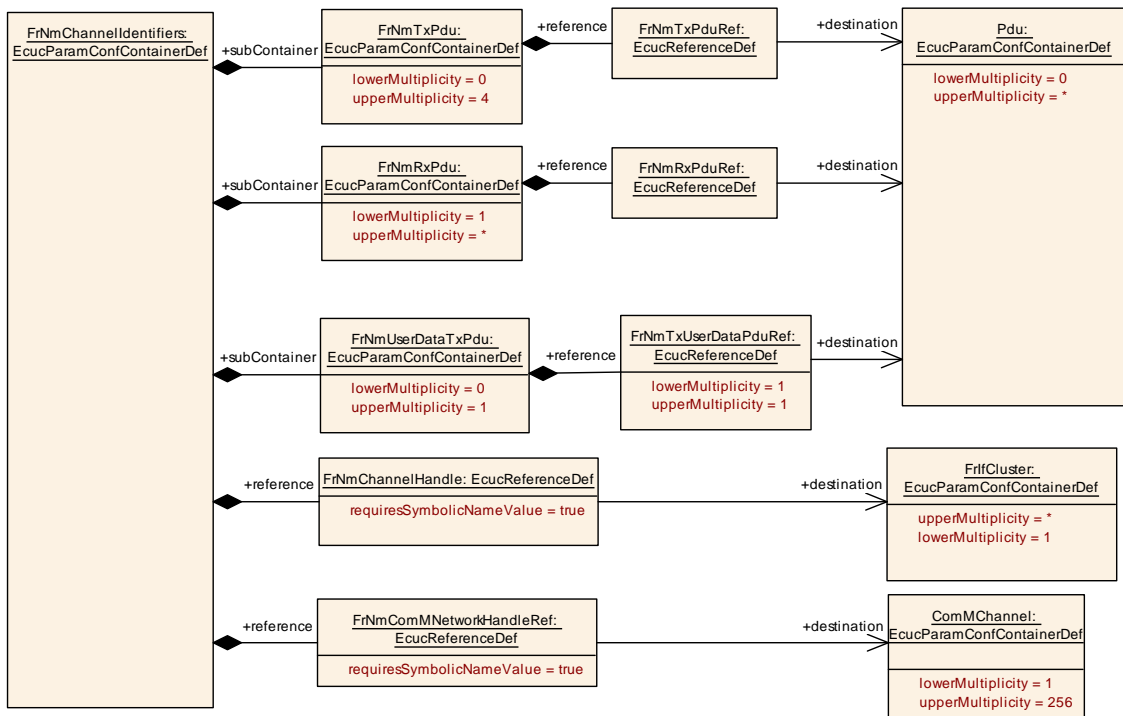 FrNmChannelIdentifiers:
EcucParamConfContainerDef
+subContainer
FrNmTxPdu:
EcucParamConfContainerDef
lowerMultiplicity = 0
upperMultiplicity = 4
+reference
FrNmTxPduRef:
EcucReferenceDef
+destination
Pdu:
EcucParamConfContainerDef
lowerMultiplicity = 0
upperMultiplicity = *
+subContainer
FrNmRxPdu:
EcucParamConfContainerDef
lowerMultiplicity = 1
upperMultiplicity = *
+reference
FrNmRxPduRef:
EcucReferenceDef
+destination
+subContainer
FrNmUserDataTxPdu:
EcucParamConfContainerDef
lowerMultiplicity = 0
upperMultiplicity = 1
+reference
FrNmTxUserDataPduRef:
EcucReferenceDef
lowerMultiplicity = 1
upperMultiplicity = 1
+destination
+reference
FrNmChannelHandle: EcucReferenceDef
requiresSymbolicNameValue = true
+destination
FrIfCluster:
EcucParamConfContainerDef
upperMultiplicity = *
lowerMultiplicity = 1
+reference
FrNmComMNetworkHandleRef:
EcucReferenceDef
requiresSymbolicNameValue = true
+destination
ComMChannel:
EcucParamConfContainerDef
lowerMultiplicity = 1
upperMultiplicity = 256